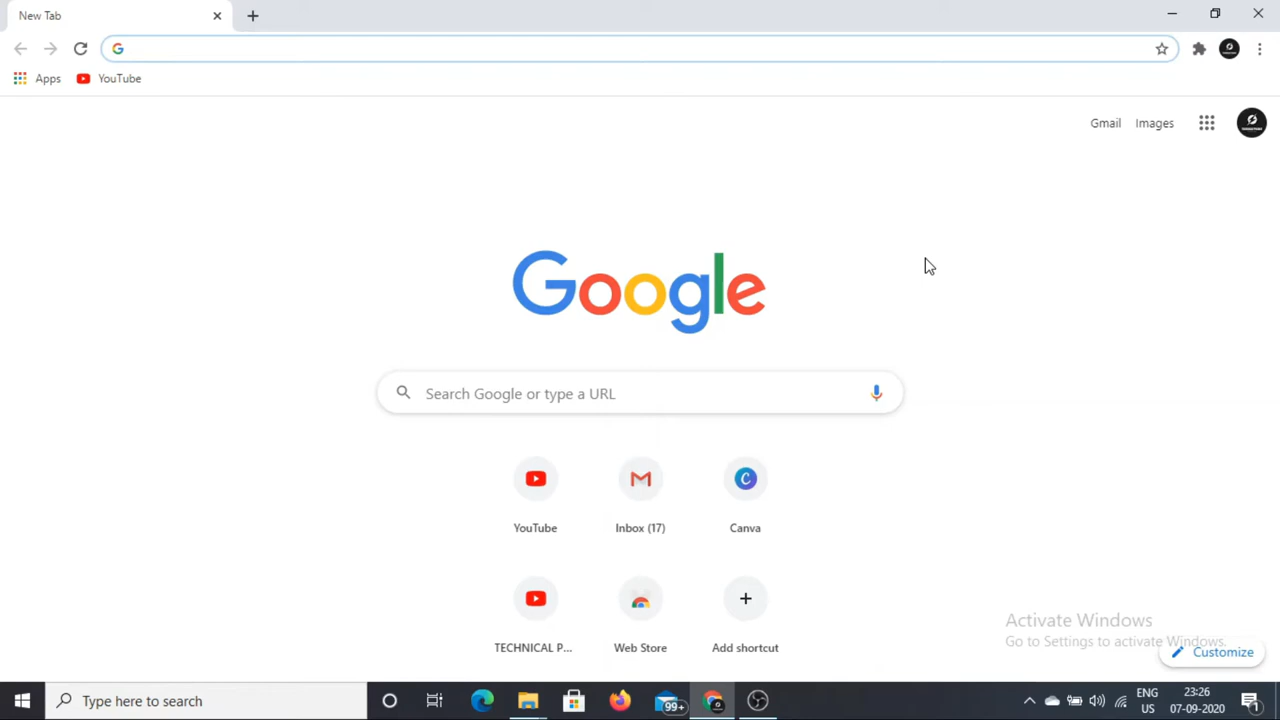 New Tab
Apps
YouTube
Gmail
Images
Google
Search Google or type a URL
YouTube
Inbox (17)
Canva
TECHNICAL P...
Web Store
Add shortcut
Activate Windows
Go to Settings to activate Windows.
Customize
Type here to search
99+
ENG
US
23:26
07-09-2020
1